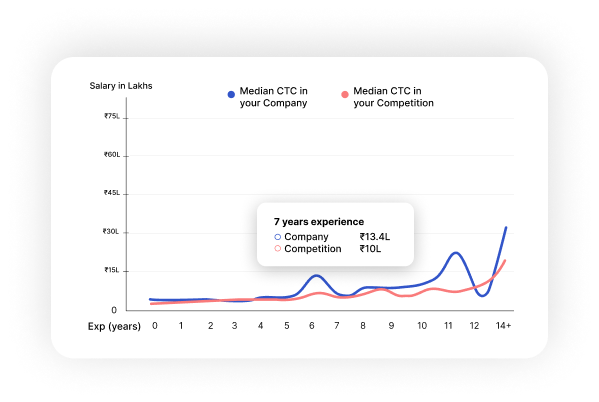 Salary in Lakhs
Median CTC in
your Company
Median CTC in
your Competition
₹75L
₹60L
₹45L
₹30L
₹15L
0
7 years experience
Company ₹13.4L
Competition ₹10L
Exp (years) 0 1 2 3 4 5 6 7 8 9 10 11 12 14+